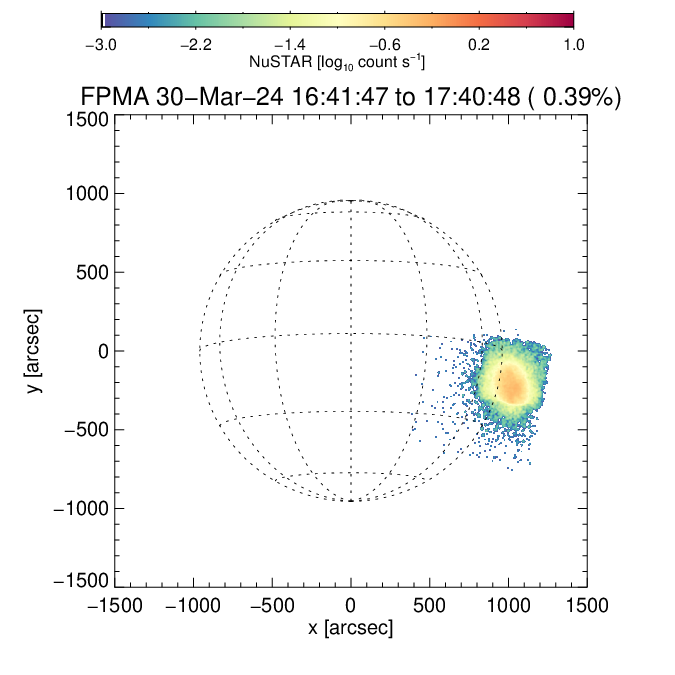 −3.0 −2.2 −1.4 −0.6 0.2 1.0
NuSTAR [log10 count s−1]
FPMA 30−Mar−24 16:41:47 to 17:40:48 ( 0.39%)
1500
1000
500
0
−500
−1000
−1500
y [arcsec]
−1500 −1000 −500 0 500 1000 1500
x [arcsec]